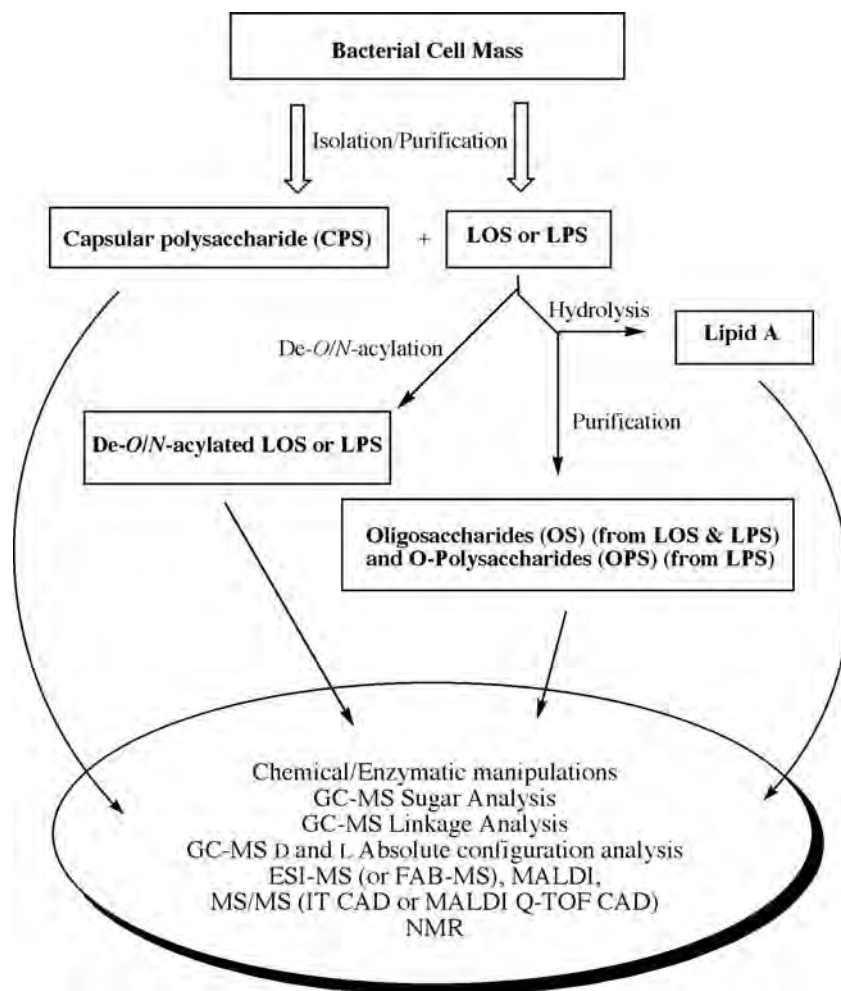 Bacterial Cell Mass
Isolation/Purification
Capsular polysaccharide (CPS)
+
LOS or LPS
Hydrolysis
De-O/N-acylation
Lipid A
Purification
De-O/N-acylated LOS or LPS
Oligosaccharides (OS) (from LOS & LPS)
and O-Polysaccharides (OPS) (from LPS)
Chemical/Enzymatic manipulations
GC-MS Sugar Analysis
GC-MS Linkage Analysis
GC-MS D and L Absolute configuration analysis
ESI-MS (or FAB-MS), MALDI,
MS/MS (IT CAD or MALDI Q-TOF CAD)
NMR